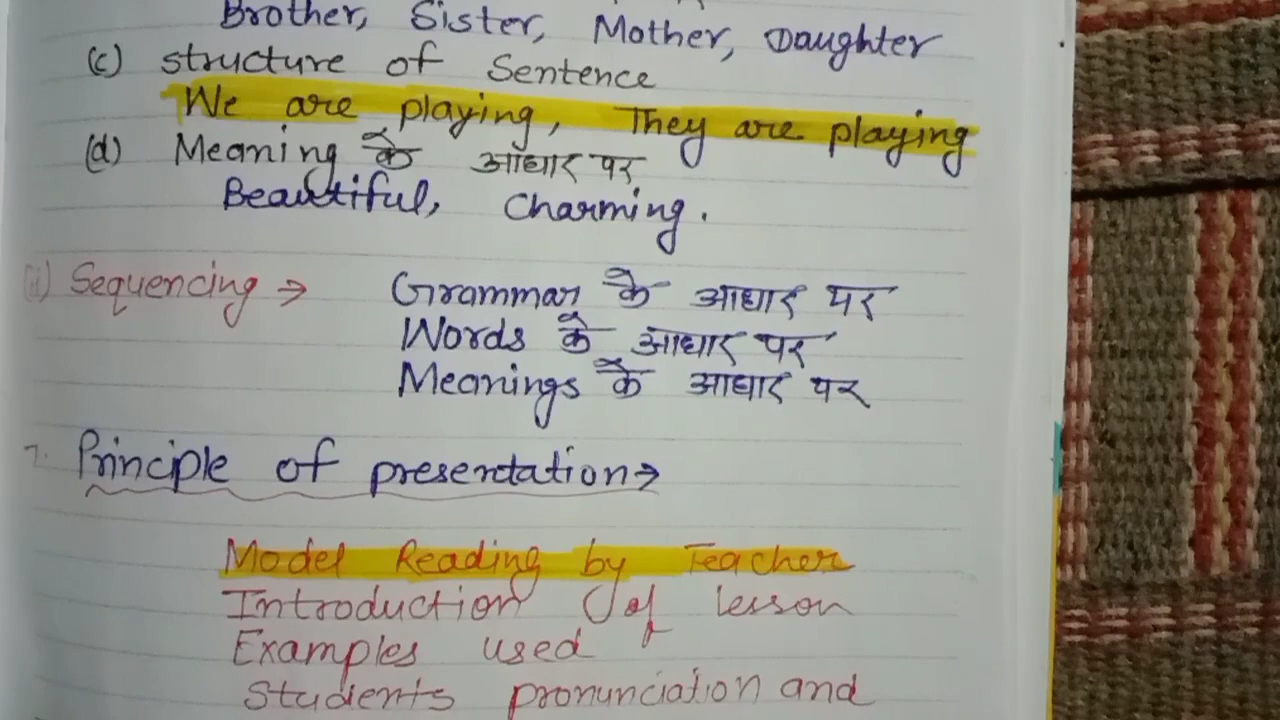 Brother, Sister, Mother, Daughter
(c) structure of Sentence
We are playing, They are playing
(d) Meaning के आधार पर
Beautiful, Charming.
(ii) Sequencing → Grammar के आधार पर
Words के आधार पर
Meanings के आधार पर
7. Principle of presentation→
Model Reading by Teacher
Introduction of lesson
Examples used
Students pronunciation and